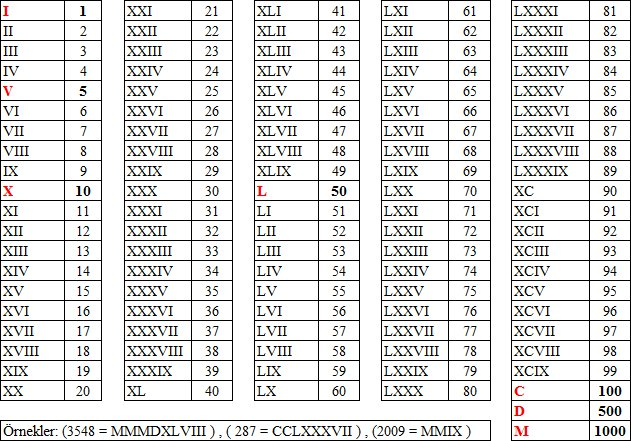 I 1
II 2
III 3
IV 4
V 5
VI 6
VII 7
VIII 8
IX 9
X 10
XI 11
XII 12
XIII 13
XIV 14
XV 15
XVI 16
XVII 17
XVIII 18
XIX 19
XX 20
XXI 21
XXII 22
XXIII 23
XXIV 24
XXV 25
XXVI 26
XXVII 27
XXVIII 28
XXIX 29
XXX 30
XXXI 31
XXXII 32
XXXIII 33
XXXIV 34
XXXV 35
XXXVI 36
XXXVII 37
XXXVIII 38
XXXIX 39
XL 40
XLI 41
XLII 42
XLIII 43
XLIV 44
XLV 45
XLVI 46
XLVII 47
XLVIII 48
XLIX 49
L 50
LI 51
LII 52
LIII 53
LIV 54
LV 55
LVI 56
LVII 57
LVIII 58
LIX 59
LX 60
LXI 61
LXII 62
LXIII 63
LXIV 64
LXV 65
LXVI 66
LXVII 67
LXVIII 68
LXIX 69
LXX 70
LXXI 71
LXXII 72
LXXIII 73
LXXIV 74
LXXV 75
LXXVI 76
LXXVII 77
LXXVIII 78
LXXIX 79
LXXX 80
LXXXI 81
LXXXII 82
LXXXIII 83
LXXXIV 84
LXXXV 85
LXXXVI 86
LXXXVII 87
LXXXVIII 88
LXXXIX 89
XC 90
XCI 91
XCII 92
XCIII 93
XCIV 94
XCV 95
XCVI 96
XCVII 97
XCVIII 98
XCIX 99
C 100
D 500
M 1000
Örnekler: (3548 = MMMDXLVIII ) , ( 287 = CCLXXXVII ) , (2009 = MMIX )